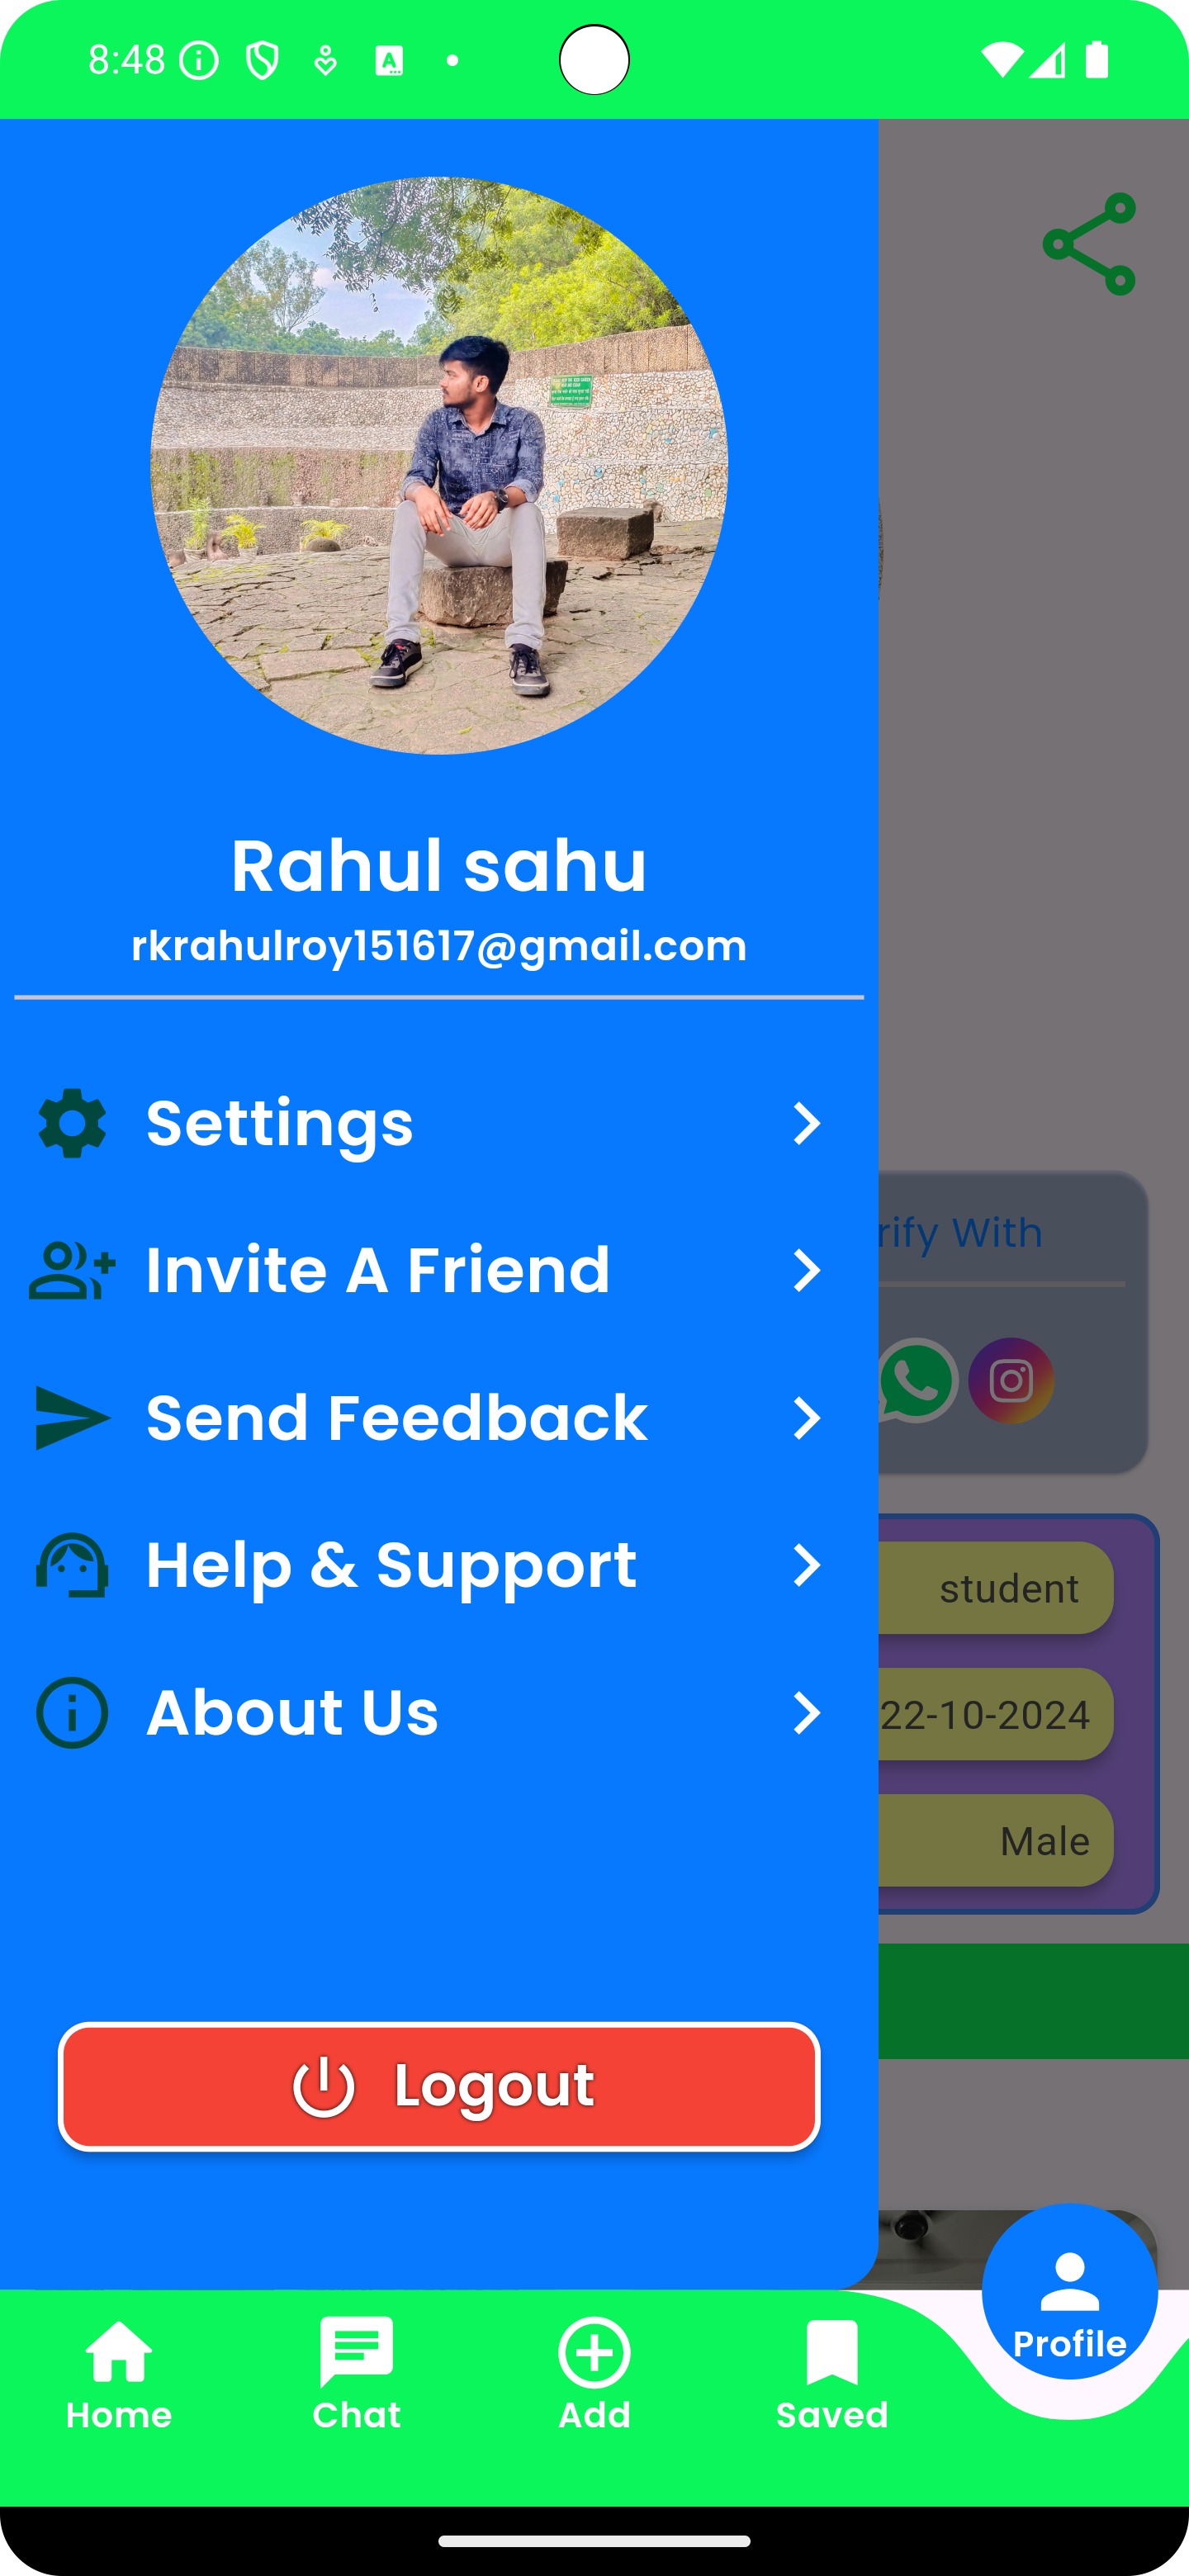 8:48
Rahul sahu
rkrahulroy151617@gmail.com
Settings
Invite A Friend
rify With
Send Feedback
Help & Support
student
About Us
22-10-2024
Male
Logout
Profile
Home
Chat
Add
Saved